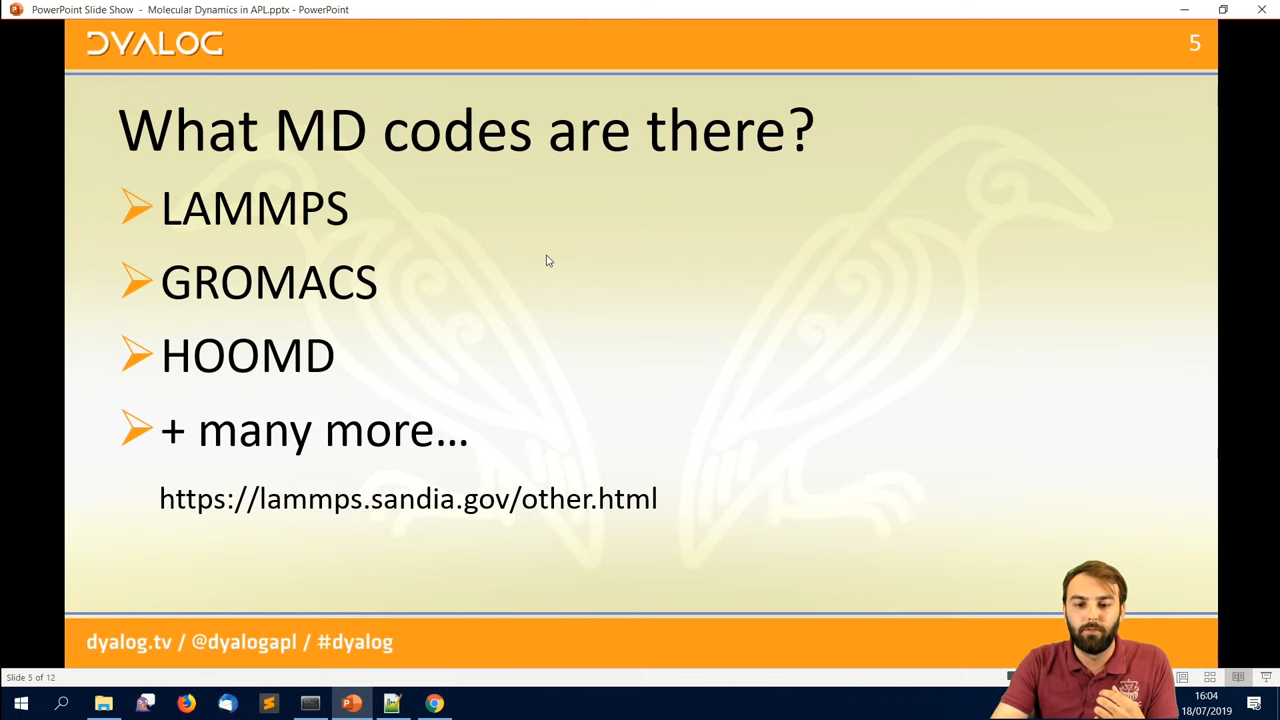 PowerPoint Slide Show - Molecular Dynamics in APL.pptx - PowerPoint
DYALOG
5
What MD codes are there?
LAMMPS
GROMACS
HOOMD
+ many more...
https://lammps.sandia.gov/other.html
dyalog.tv / @dyalogapl / #dyalog
Slide 5 of 12
16:04
18/07/2019